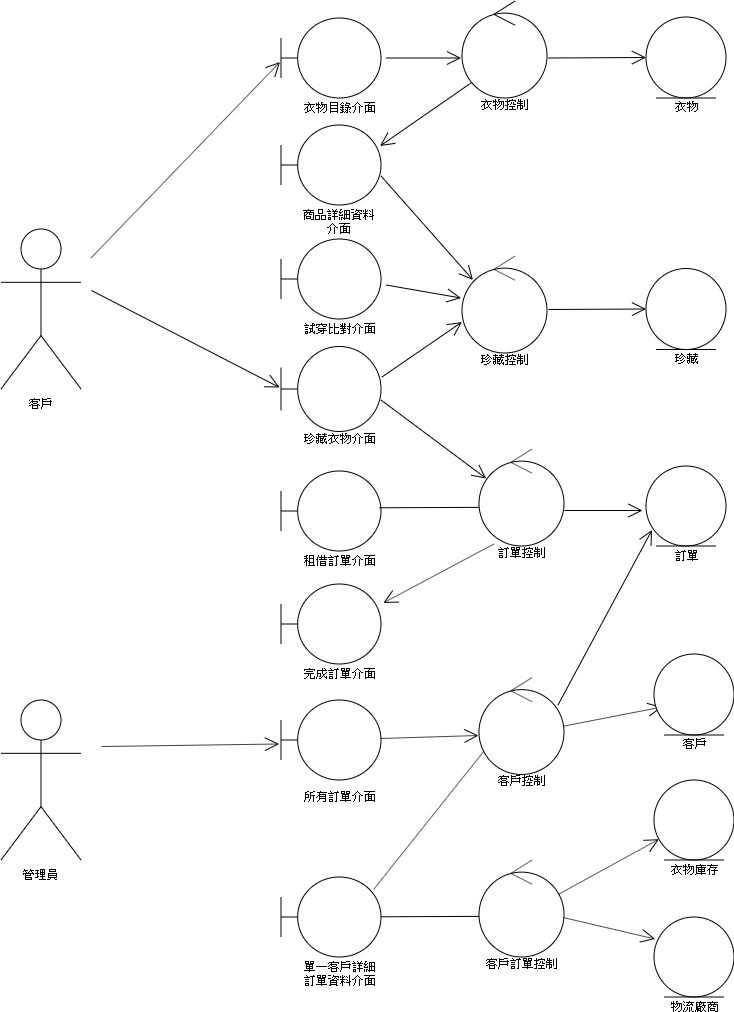 衣物目錄介面
衣物控制
衣物
商品詳細資料
介面
試穿比對介面
珍藏控制
珍藏
客戶
珍藏衣物介面
租借訂單介面
訂單控制
訂單
完成訂單介面
客戶
所有訂單介面
客戶控制
管理員
衣物庫存
單一客戶詳細
訂單資料介面
客戶訂單控制
物流廠商